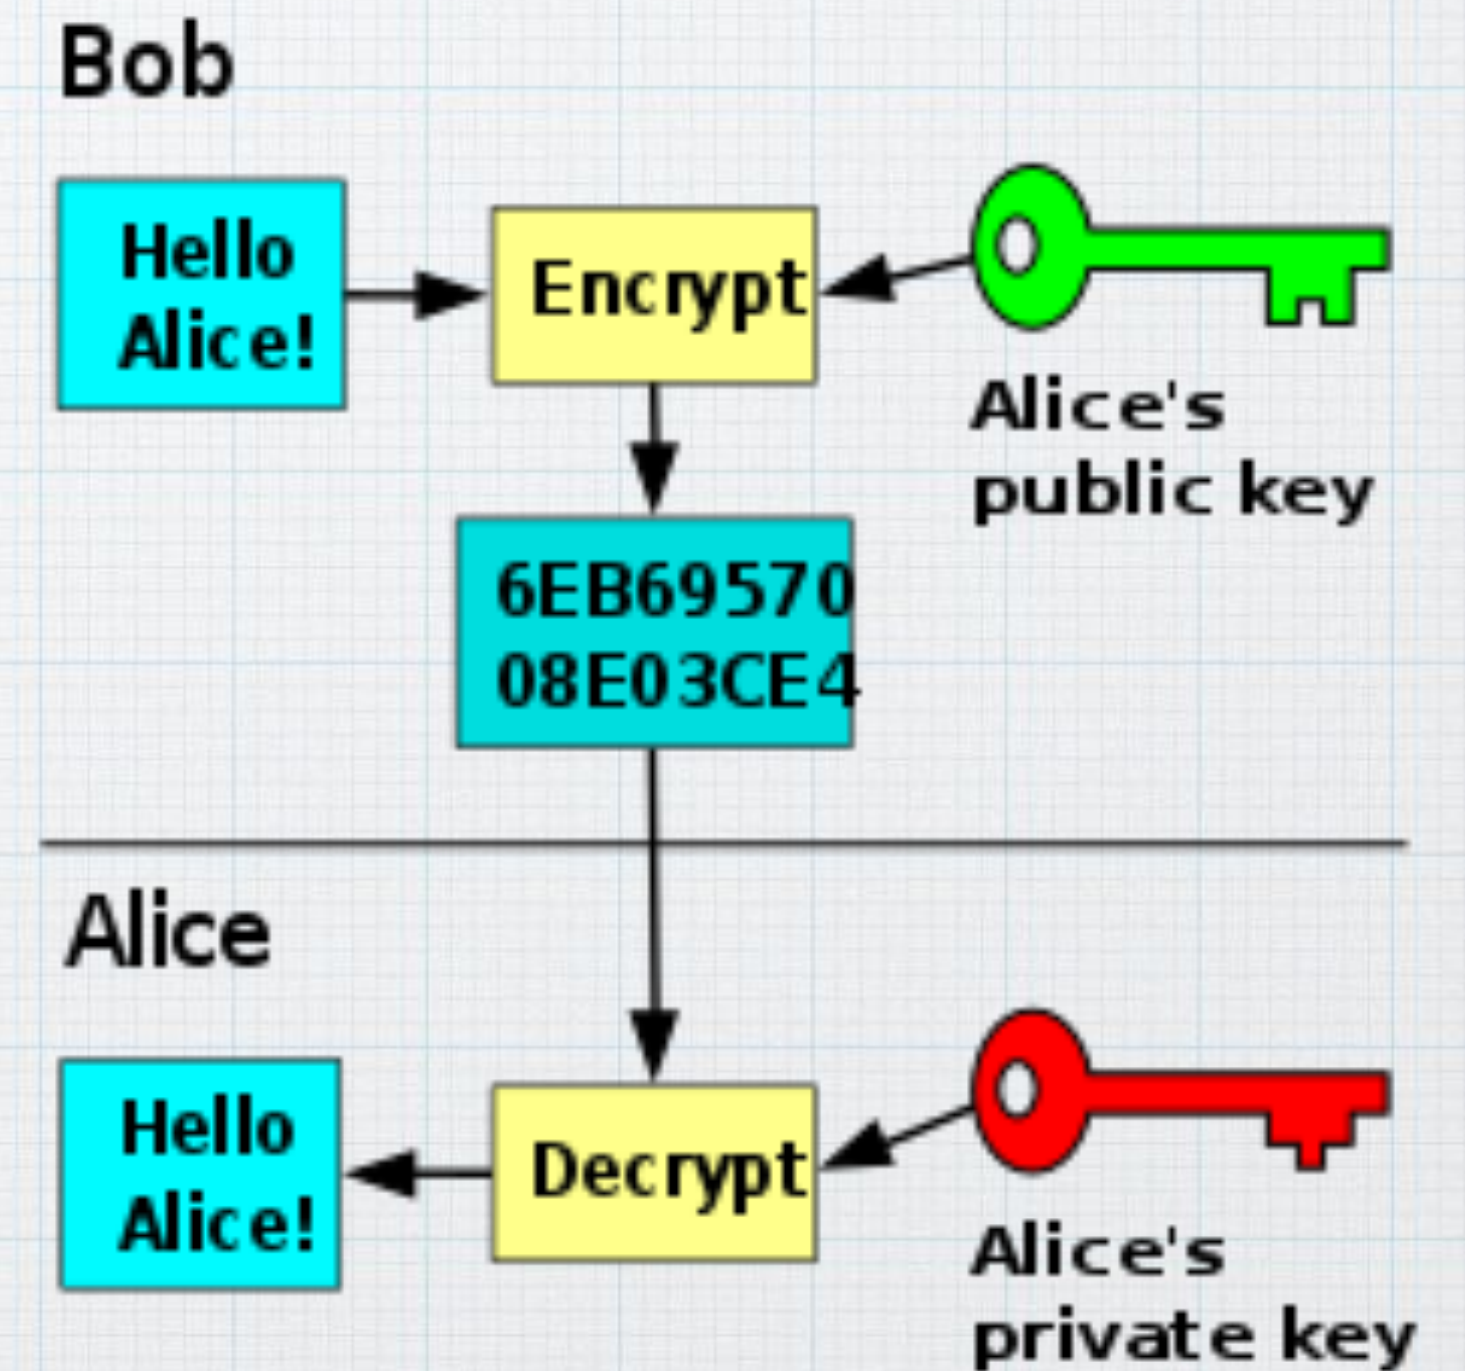 Bob
Hello
Alice!
Encrypt
Alice's
public key
6EB69570
08E03CE4
Alice
Hello
Alice!
Decrypt
Alice's
private key